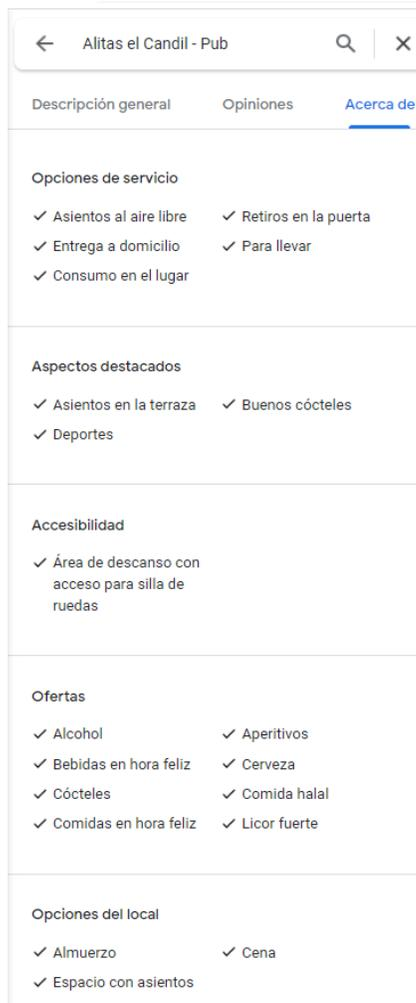 Alitas el Candil - Pub
Descripción general Opiniones Acerca de
Opciones de servicio
Asientos al aire libre Retiros en la puerta
Entrega a domicilio Para llevar
Consumo en el lugar
Aspectos destacados
Asientos en la terraza Buenos cócteles
Deportes
Accesibilidad
Área de descanso con
acceso para silla de
ruedas
Ofertas
Alcohol Aperitivos
Bebidas en hora feliz Cerveza
Cócteles Comida halal
Comidas en hora feliz Licor fuerte
Opciones del local
Almuerzo Cena
Espacio con asientos